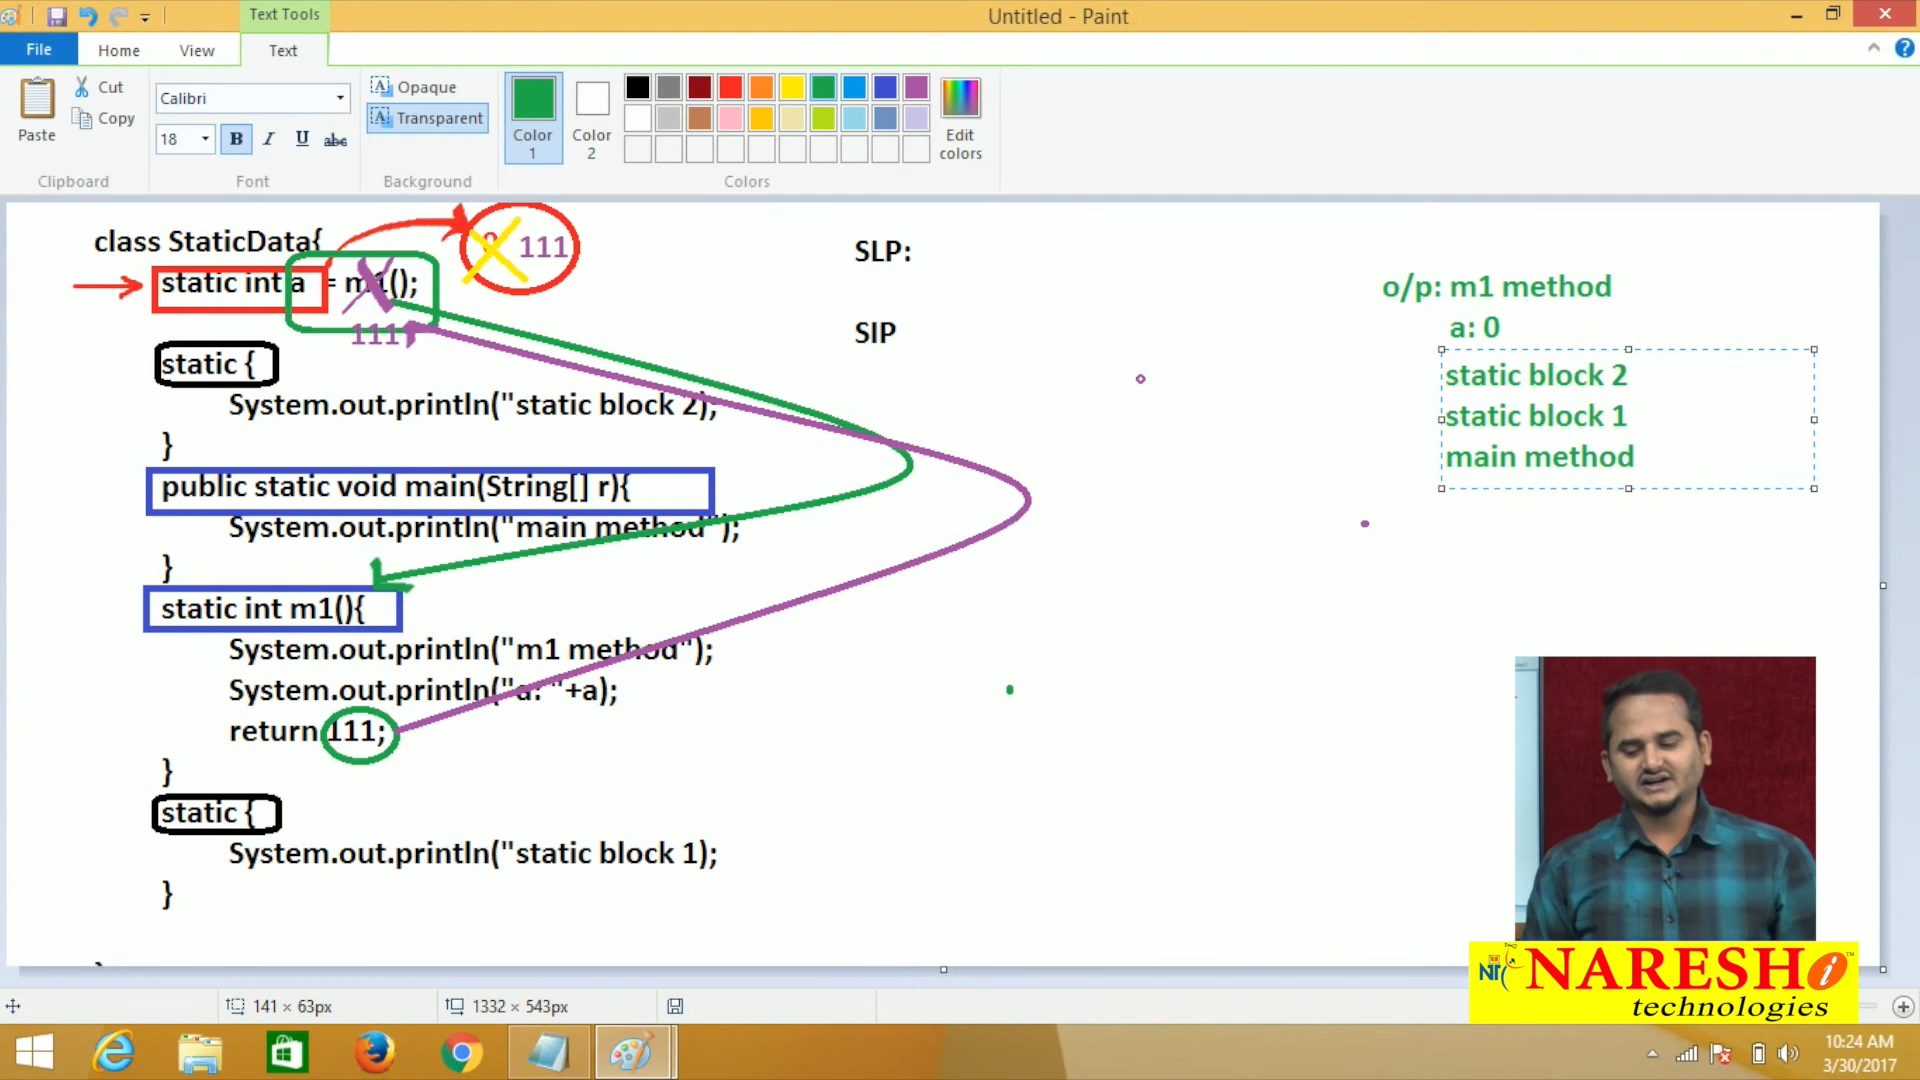 Text Tools
Untitled - Paint
File
Home
View
Text
Paste
Cut
Copy
Clipboard
Calibri
18
B
I
U
abc
Font
Opaque
Transparent
Background
Color
1
Color
2
Edit
colors
Colors
class StaticData{
static int a = m1();
111
static {
System.out.println("static block 2);
}
public static void main(String[] r){
System.out.println("main method");
}
static int m1(){
System.out.println("m1 method");
System.out.println("a: "+a);
return 111;
}
static {
System.out.println("static block 1);
}
111
SLP:
SIP
o/p: m1 method
a: 0
static block 2
static block 1
main method
NARESH i
technologies
141 × 63px
1332 × 543px
10:24 AM
3/30/2017